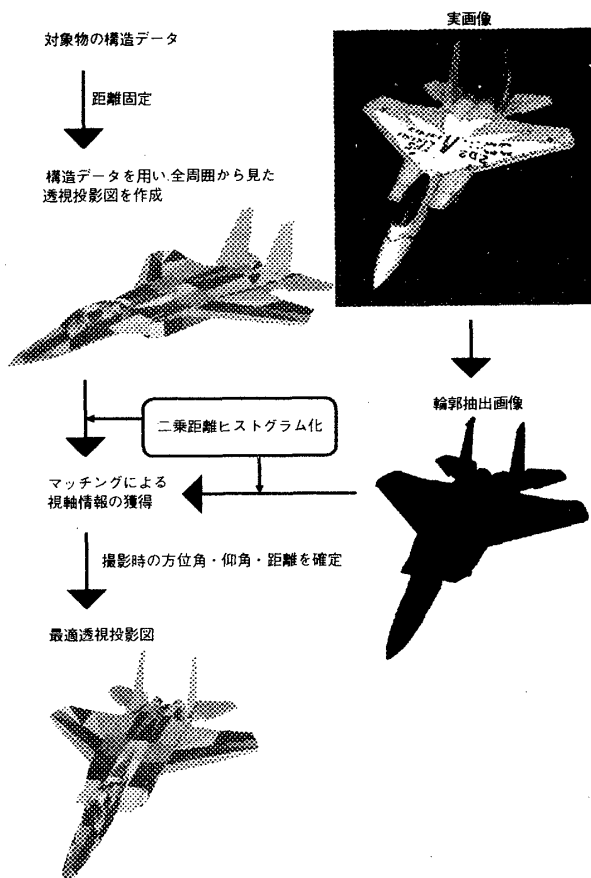 対象物の構造データ
距離固定
構造データを用い,全周囲から見た
透視投影図を作成
実画像
輪郭抽出画像
二乗距離ヒストグラム化
マッチングによる
視軸情報の獲得
撮影時の方位角・仰角・距離を確定
最適透視投影図